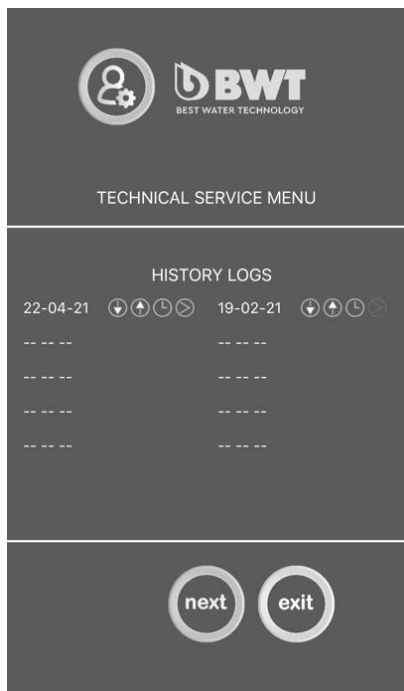 BWT
BEST WATER TECHNOLOGY
TECHNICAL SERVICE MENU
HISTORY LOGS
22-04-21 19-02-21
-- -- -- -- -- --
-- -- -- -- -- --
-- -- -- -- -- --
-- -- -- -- -- --
next exit